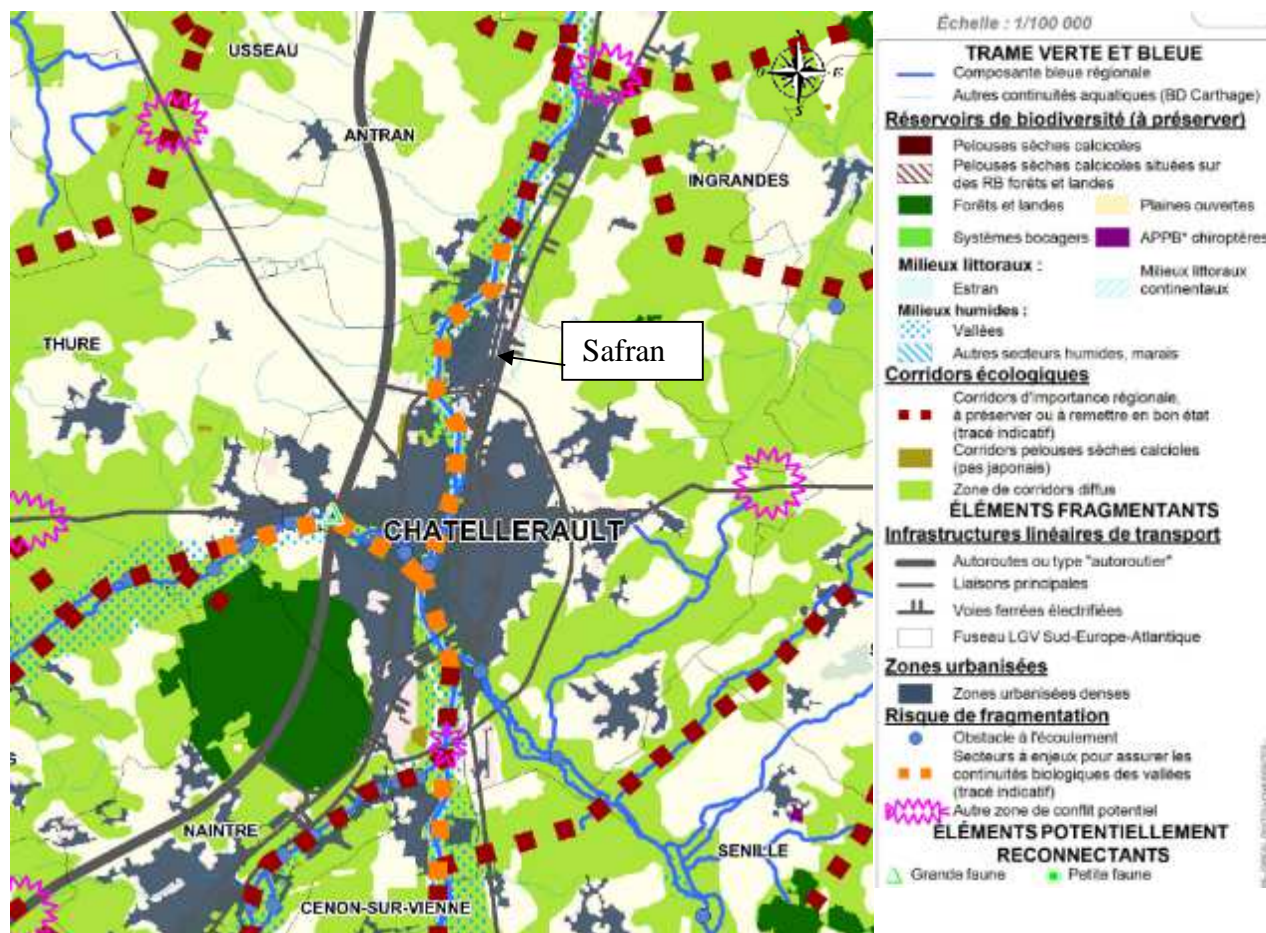 USSEAU
ANTRAN
INGRANDES
THURE
Safran
CHATELLERAULT
NAINTRE
SENILLE
CENON-SUR-VIENNE
O
E
S
Échelle : 1/100 000
TRAME VERTE ET BLEUE
Composante bleue régionale
Autres continuités aquatiques (BD Carthage)
Réservoirs de biodiversité (à préserver)
Pelouses sèches calcicoles
Pelouses sèches calcicoles situées sur
des RB forêts et landes
Forêts et landes
Plaines ouvertes
Systèmes bocagers
APPB* chiroptères
Milieux littoraux :
Estran
Milieux littoraux
continentaux
Milieux humides :
Vallées
Autres secteurs humides, marais
Corridors écologiques
Corridors d'importance régionale,
à préserver ou à remettre en bon état
(tracé indicatif)
Corridors pelouses sèches calcicoles
(pas japonais)
Zone de corridors diffus
ÉLÉMENTS FRAGMENTANTS
Infrastructures linéaires de transport
Autoroutes ou type "autoroutier"
Liaisons principales
Voies ferrées électrifiées
Fuseau LGV Sud-Europe-Atlantique
Zones urbanisées
Zones urbanisées denses
Risque de fragmentation
Obstacle à l'écoulement
Secteurs à enjeux pour assurer les
continuités biologiques des vallées
(tracé indicatif)
Autre zone de conflit potentiel
ÉLÉMENTS POTENTIELLEMENT
RECONNECTANTS
Grande faune
Petite faune